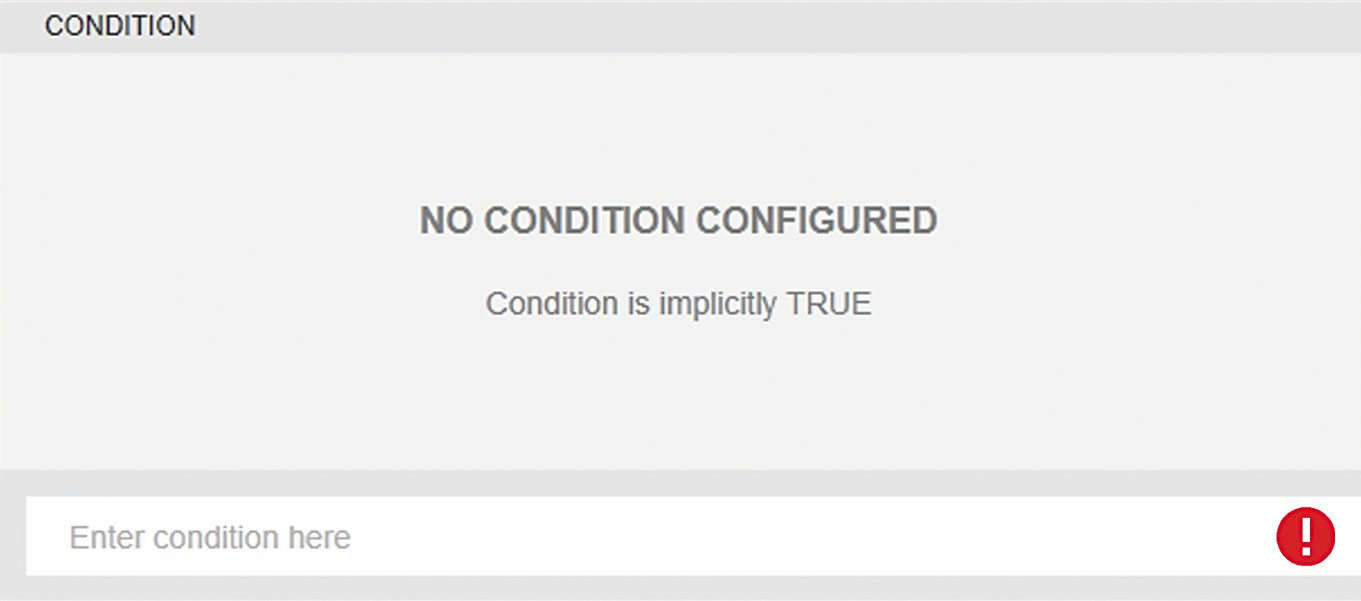 CONDITION
NO CONDITION CONFIGURED
Condition is implicitly TRUE
Enter condition here